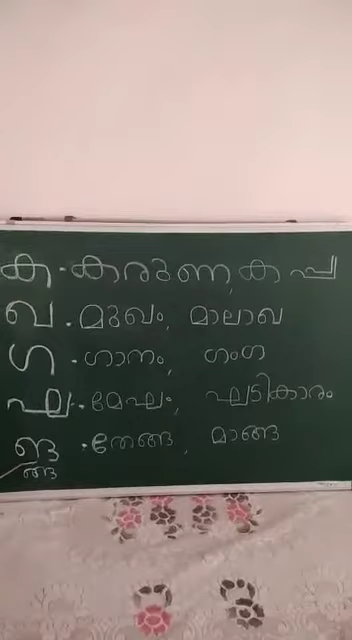 ക - കരുണ, കപ്പ
ഖ - മുഖം, മാലാഖ
ഗ - ഗാനം, ഗംഗ
ഘ - മേഘം, ഘടികാരം
ങ - തേങ്ങ, മാങ്ങ
ങ്ങ